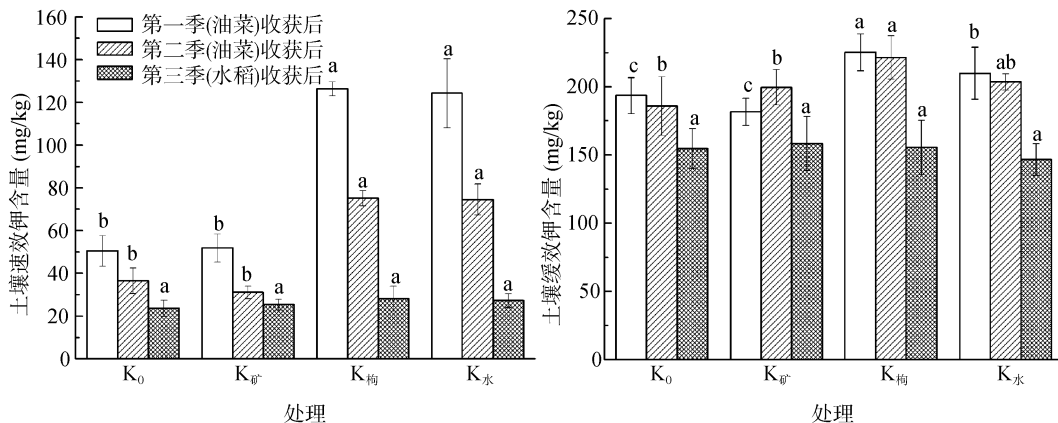 160
140
120
100
80
60
40
20
0
土壤速效钾含量 (mg/kg)
第一季(油菜)收获后
第二季(油菜)收获后
第三季(水稻)收获后
b b a
b b a
a a a
a a a
K0 K矿 K枸 K水
处理
250
200
150
100
50
0
土壤缓效钾含量 (mg/kg)
c b a
c b a
a a a
b ab a
K0 K矿 K枸 K水
处理